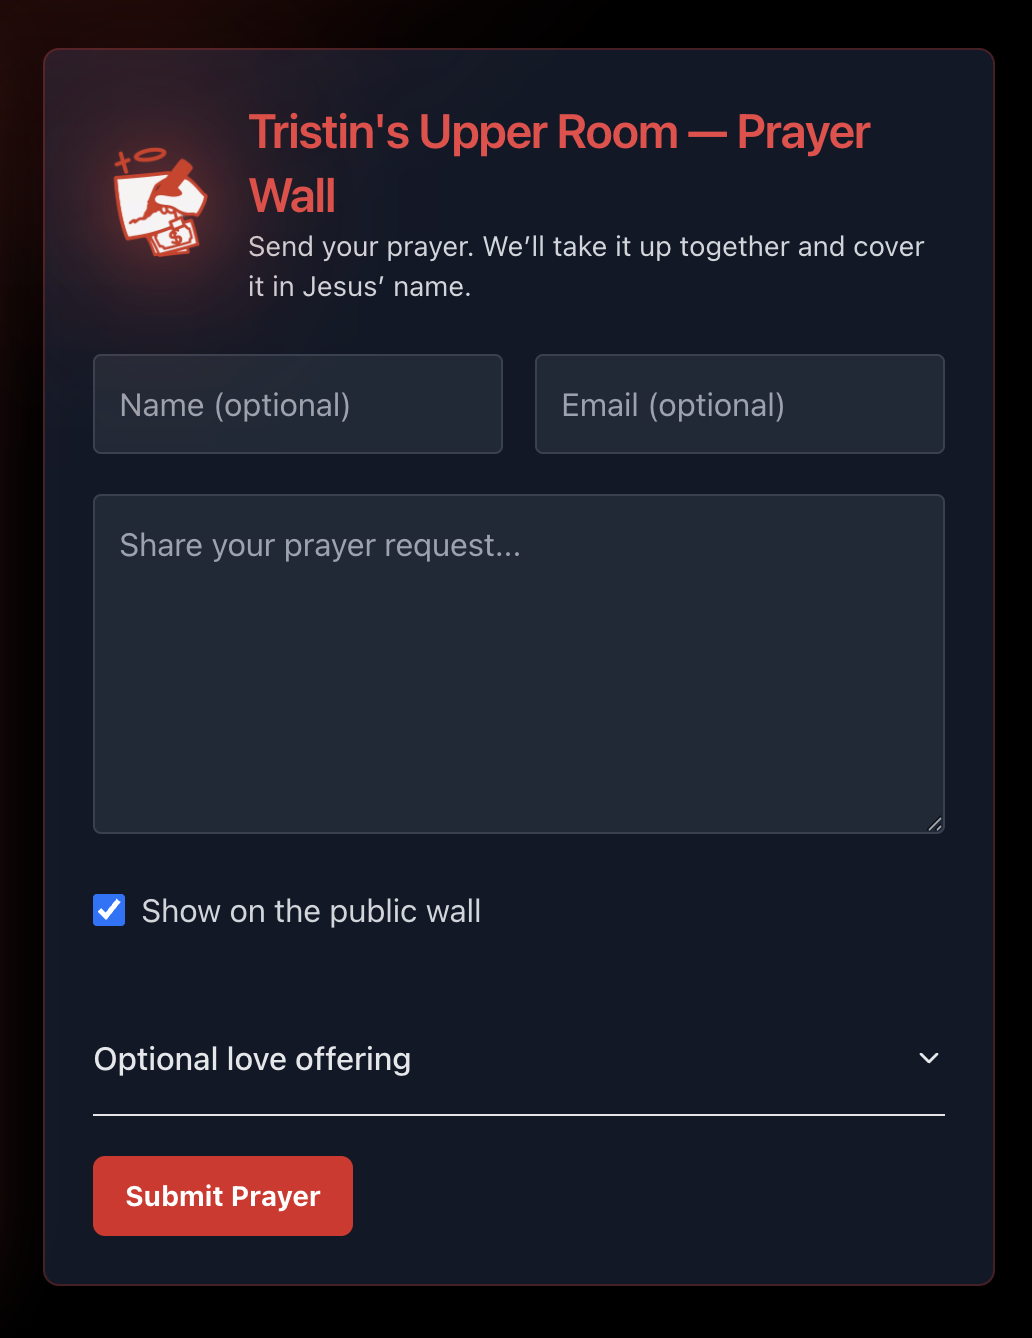 Tristin's Upper Room — Prayer
Wall
Send your prayer. We’ll take it up together and cover
it in Jesus’ name.
Name (optional)
Email (optional)
Share your prayer request...
Show on the public wall
Optional love offering
Submit Prayer
$